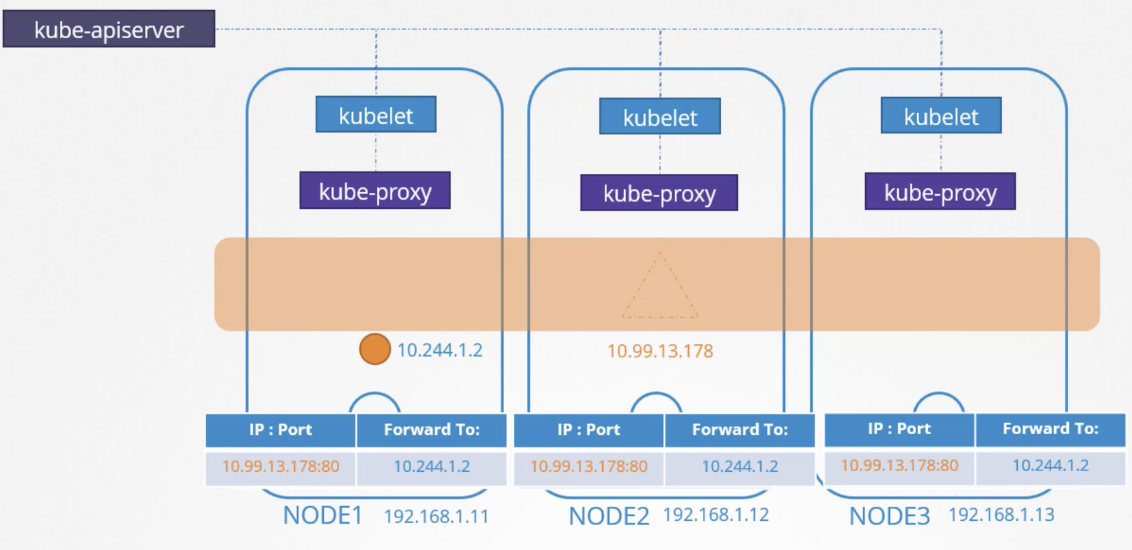 kube-apiserver
kubelet
kubelet
kubelet
kube-proxy
kube-proxy
kube-proxy
10.244.1.2
10.99.13.178
IP : Port Forward To:
10.99.13.178:80 10.244.1.2
IP : Port Forward To:
10.99.13.178:80 10.244.1.2
IP : Port Forward To:
10.99.13.178:80 10.244.1.2
NODE1 192.168.1.11
NODE2 192.168.1.12
NODE3 192.168.1.13